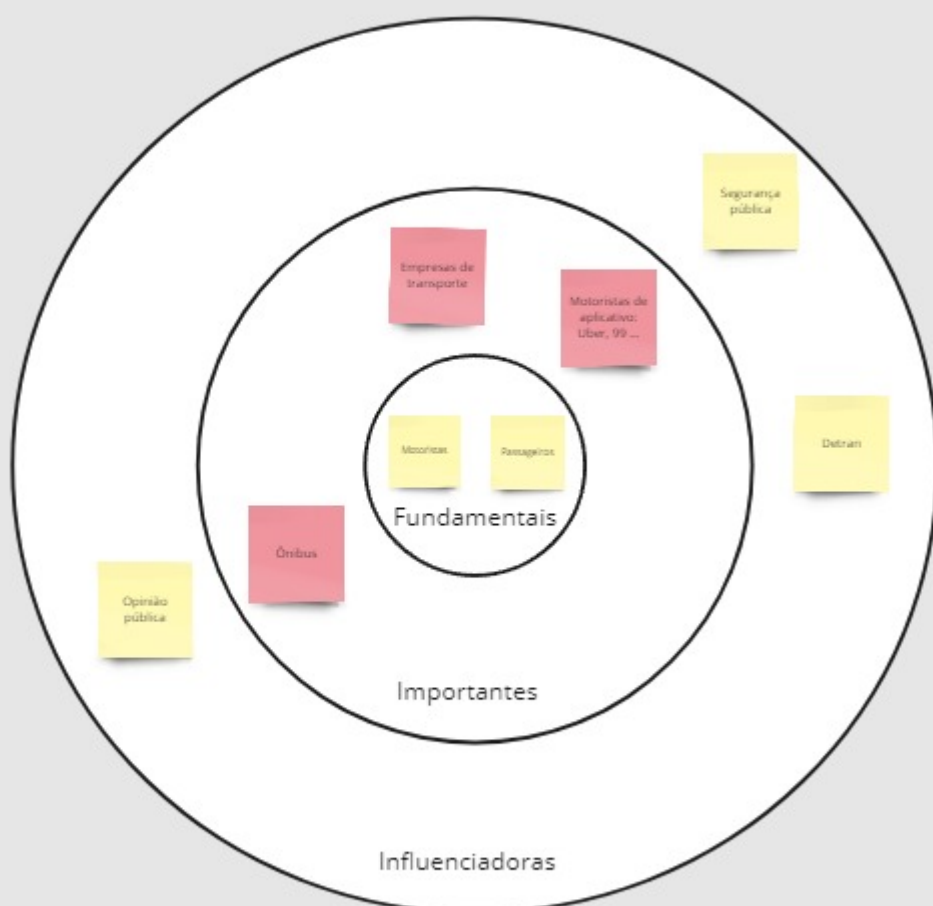 Segurança
pública
Empresas de
transporte
Motoristas de
aplicativo:
Uber, 99 ...
Motoristas
Passageiros
Detran
Fundamentais
Ônibus
Opinião
pública
Importantes
Influenciadoras